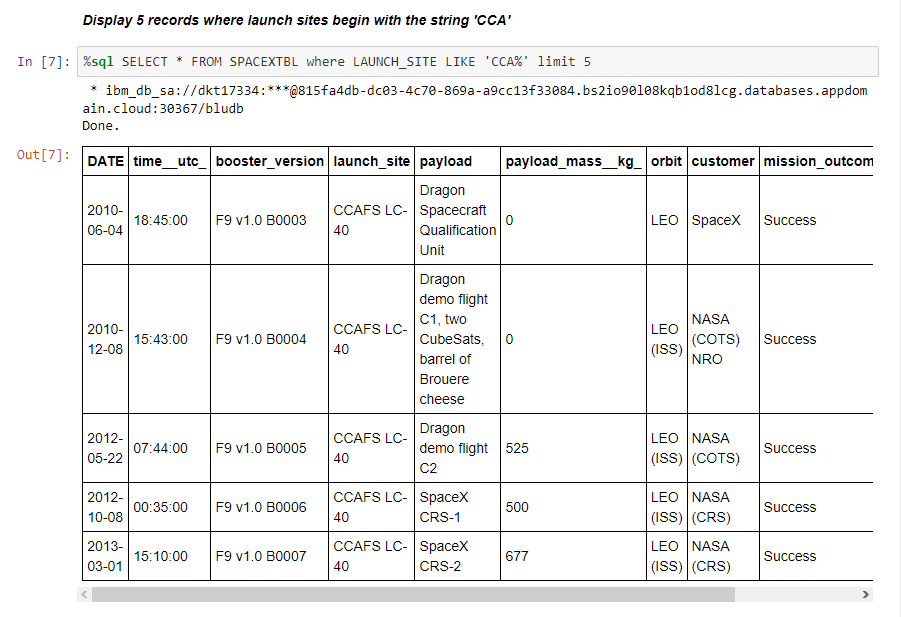 Display 5 records where launch sites begin with the string 'CCA'
In [7]: %sql SELECT * FROM SPACEXTBL where LAUNCH_SITE LIKE 'CCA%' limit 5
* ibm_db_sa://dkt17334:***@815fa4db-dc03-4c70-869a-a9cc13f33084.bs2io90l08kqb1od8lcg.databases.appdom
ain.cloud:30367/bludb
Done.
Out[7]:
DATE time__utc_ booster_version launch_site payload payload_mass__kg_ orbit customer mission_outcom
2010-
06-04
18:45:00
F9 v1.0 B0003
CCAFS LC-
40
Dragon
Spacecraft
Qualification
Unit
0
LEO
SpaceX
Success
2010-
12-08
15:43:00
F9 v1.0 B0004
CCAFS LC-
40
Dragon
demo flight
C1, two
CubeSats,
barrel of
Brouere
cheese
0
LEO
(ISS)
NASA
(COTS)
NRO
Success
2012-
05-22
07:44:00
F9 v1.0 B0005
CCAFS LC-
40
Dragon
demo flight
C2
525
LEO
(ISS)
NASA
(COTS)
Success
2012-
10-08
00:35:00
F9 v1.0 B0006
CCAFS LC-
40
SpaceX
CRS-1
500
LEO
(ISS)
NASA
(CRS)
Success
2013-
03-01
15:10:00
F9 v1.0 B0007
CCAFS LC-
40
SpaceX
CRS-2
677
LEO
(ISS)
NASA
(CRS)
Success